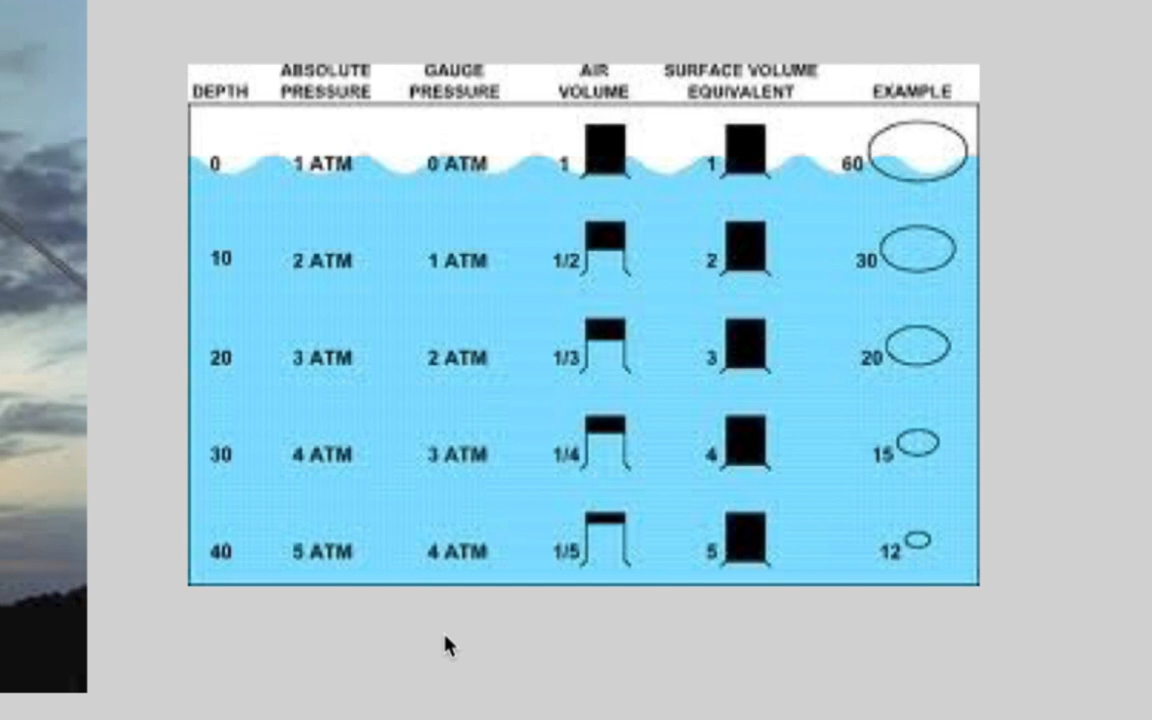 DEPTH ABSOLUTE PRESSURE GAUGE PRESSURE AIR VOLUME SURFACE VOLUME EQUIVALENT EXAMPLE
0 1 ATM 0 ATM 1 1 60
10 2 ATM 1 ATM 1/2 2 30
20 3 ATM 2 ATM 1/3 3 20
30 4 ATM 3 ATM 1/4 4 15
40 5 ATM 4 ATM 1/5 5 12